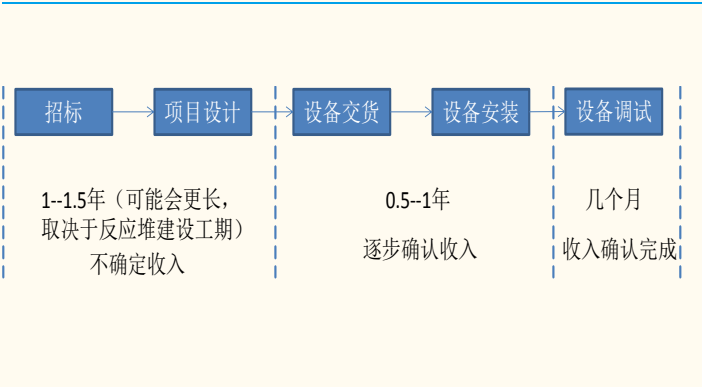 招标
项目设计
设备交货
设备安装
设备调试
1--1.5年（可能会更长，
取决于反应堆建设工期）
不确定收入
0.5--1年
逐步确认收入
几个月
收入确认完成